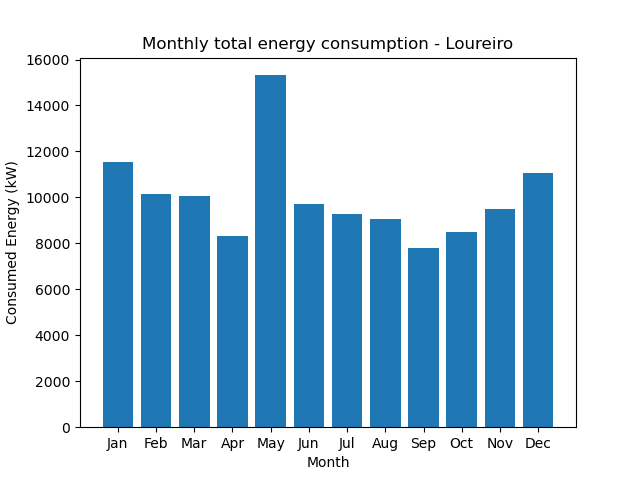 Monthly total energy consumption - Loureiro
16000
14000
12000
10000
8000
6000
4000
2000
0
Consumed Energy (kW)
Jan Feb Mar Apr May Jun Jul Aug Sep Oct Nov Dec
Month